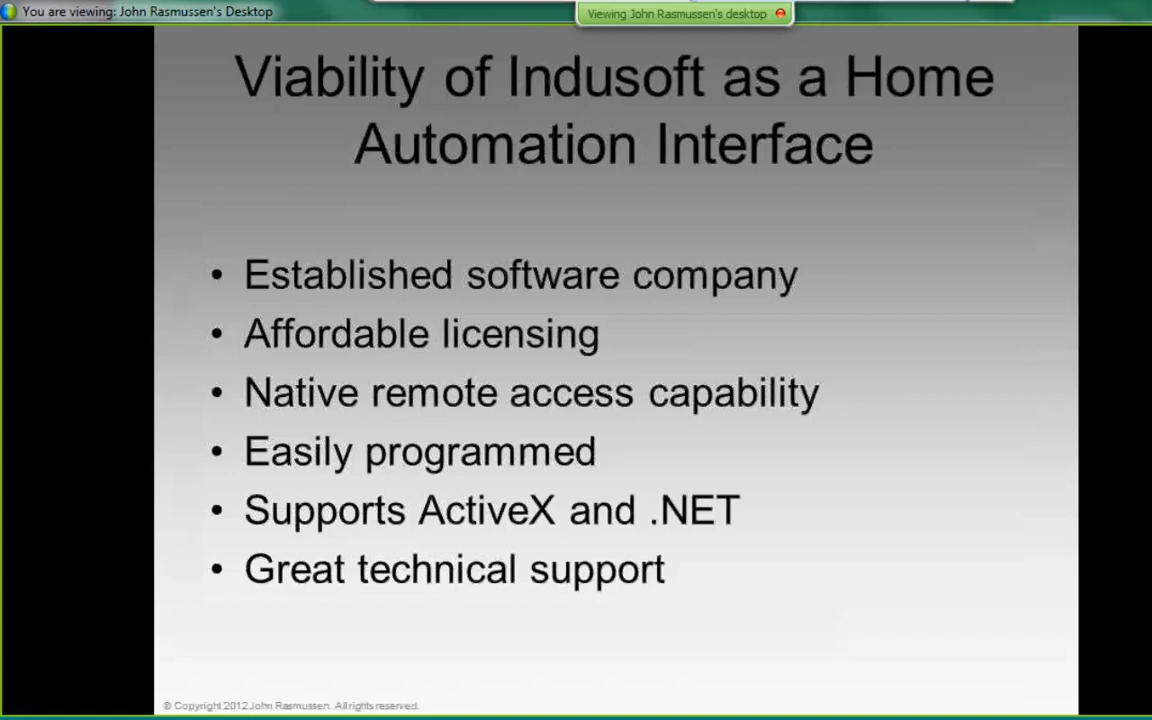 You are viewing: John Rasmussen's Desktop
Viewing John Rasmussen's desktop
Viability of Indusoft as a Home
Automation Interface
• Established software company
• Affordable licensing
• Native remote access capability
• Easily programmed
• Supports ActiveX and .NET
• Great technical support
© Copyright 2012 John Rasmussen. All rights reserved.